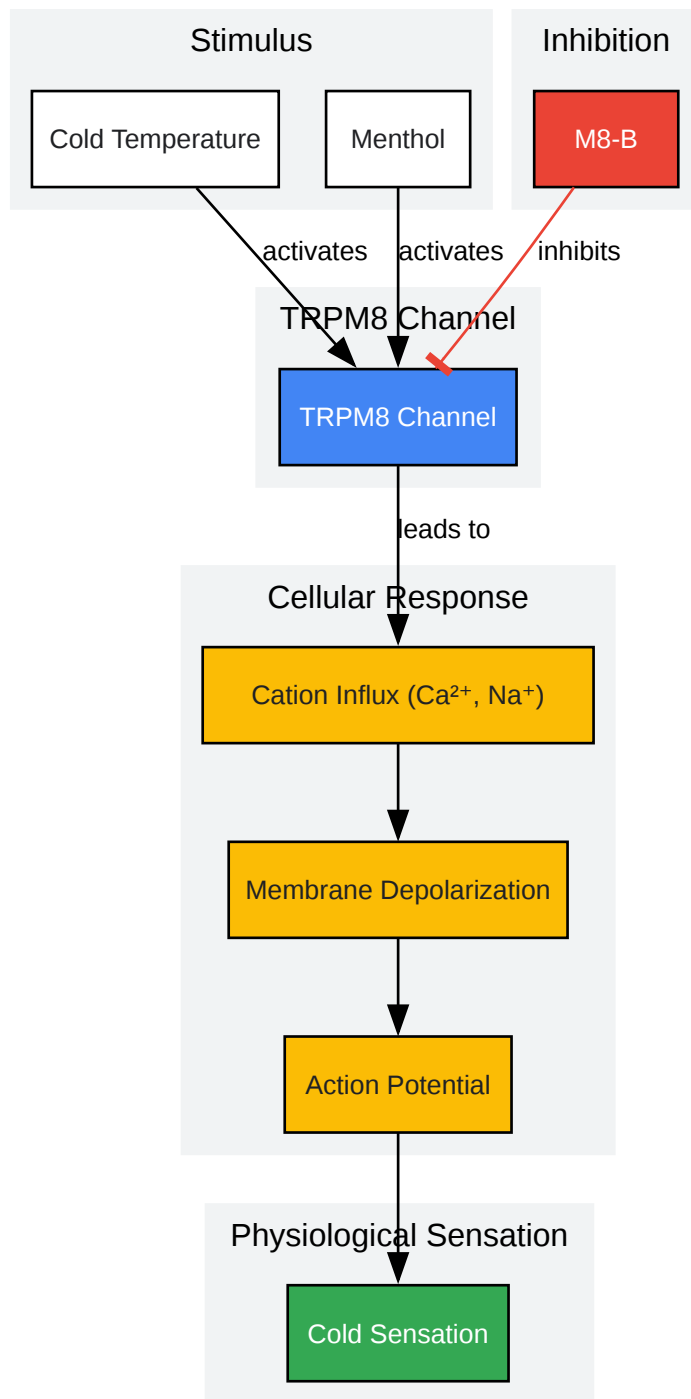 Stimulus
Inhibition
Cold Temperature
Menthol
M8-B
activates
activates
inhibits
TRPM8 Channel
TRPM8 Channel
leads to
Cellular Response
Cation Influx (Ca²⁺, Na⁺)
Membrane Depolarization
Action Potential
Physiological Sensation
Cold Sensation